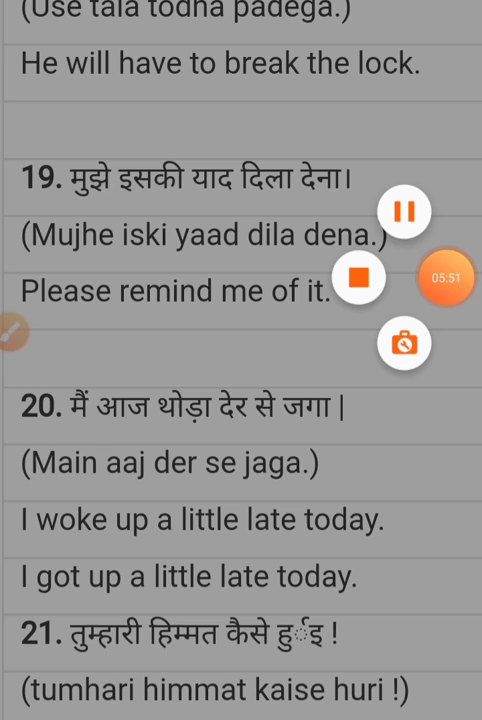 (Use tala todna padega.)
He will have to break the lock.
19. मुझे इसकी याद दिला देना।
(Mujhe iski yaad dila dena.)
Please remind me of it.
05:51
20. मैं आज थोड़ा देर से जगा |
(Main aaj der se jaga.)
I woke up a little late today.
I got up a little late today.
21. तुम्हारी हिम्मत कैसे हुर्इ !
(tumhari himmat kaise huri !)